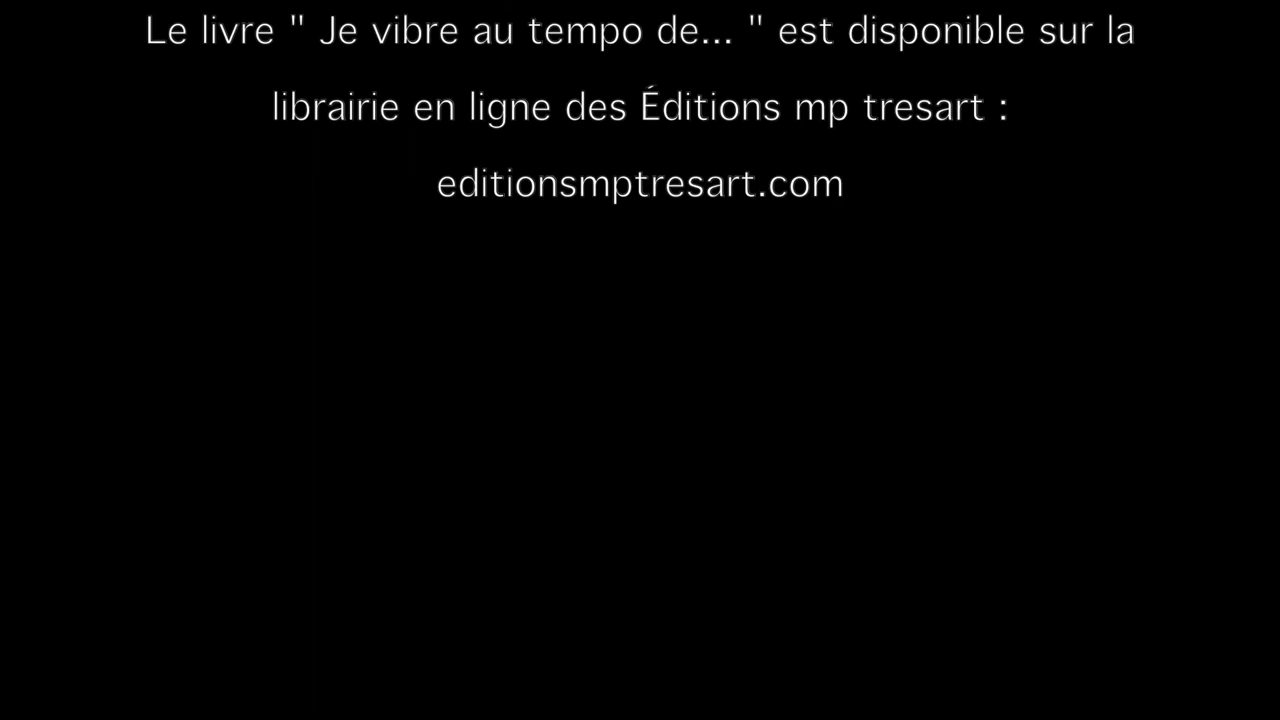 Le livre " Je vibre au tempo de... " est disponible sur la
librairie en ligne des Éditions mp tresart :
editionsmptresart.com